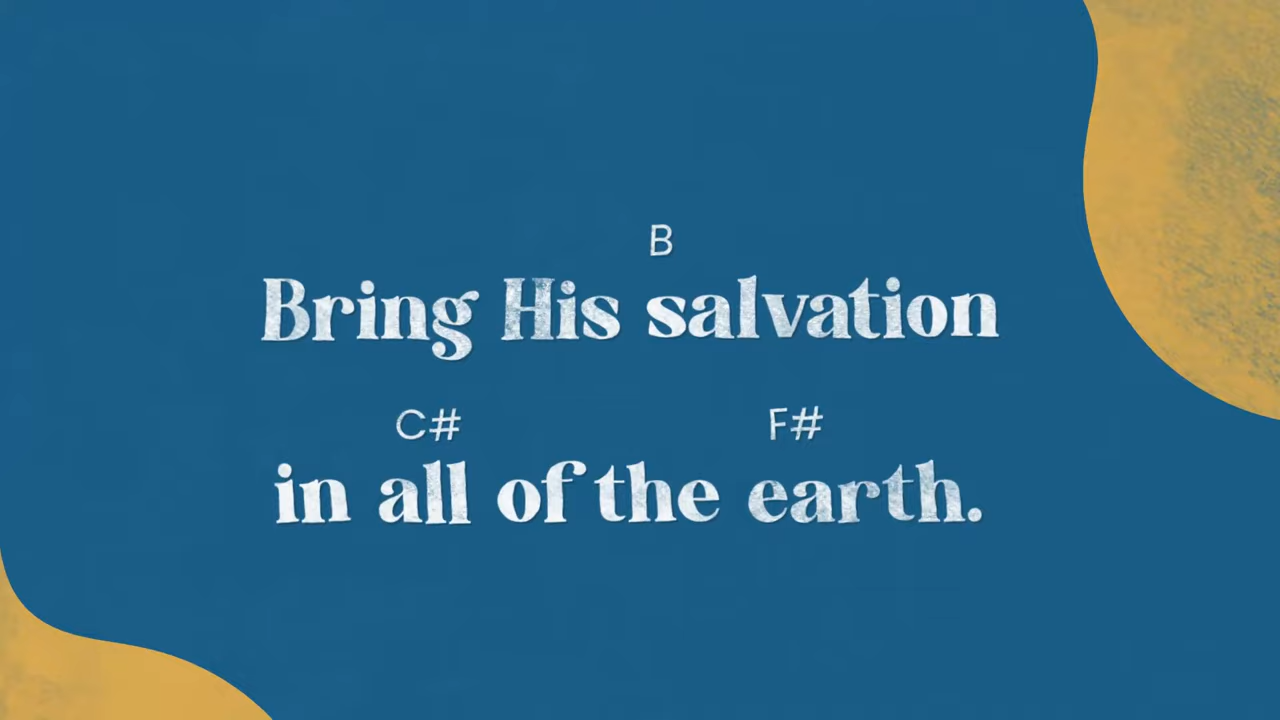 B
Bring His salvation
C# F#
in all of the earth.